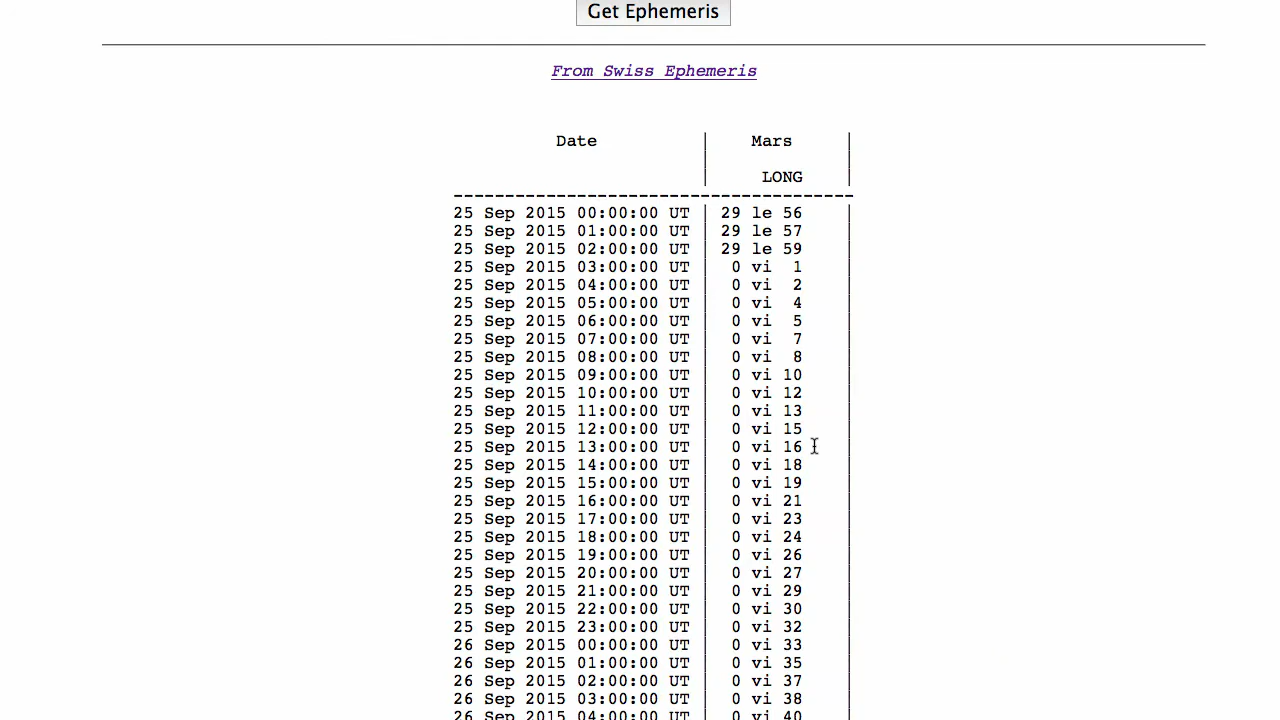 Get Ephemeris
From Swiss Ephemeris
Date | Mars |
| |
| LONG |
---------------------------------------
25 Sep 2015 00:00:00 UT | 29 le 56 |
25 Sep 2015 01:00:00 UT | 29 le 57 |
25 Sep 2015 02:00:00 UT | 29 le 59 |
25 Sep 2015 03:00:00 UT | 0 vi 1 |
25 Sep 2015 04:00:00 UT | 0 vi 2 |
25 Sep 2015 05:00:00 UT | 0 vi 4 |
25 Sep 2015 06:00:00 UT | 0 vi 5 |
25 Sep 2015 07:00:00 UT | 0 vi 7 |
25 Sep 2015 08:00:00 UT | 0 vi 8 |
25 Sep 2015 09:00:00 UT | 0 vi 10 |
25 Sep 2015 10:00:00 UT | 0 vi 12 |
25 Sep 2015 11:00:00 UT | 0 vi 13 |
25 Sep 2015 12:00:00 UT | 0 vi 15 |
25 Sep 2015 13:00:00 UT | 0 vi 16 |
25 Sep 2015 14:00:00 UT | 0 vi 18 |
25 Sep 2015 15:00:00 UT | 0 vi 19 |
25 Sep 2015 16:00:00 UT | 0 vi 21 |
25 Sep 2015 17:00:00 UT | 0 vi 23 |
25 Sep 2015 18:00:00 UT | 0 vi 24 |
25 Sep 2015 19:00:00 UT | 0 vi 26 |
25 Sep 2015 20:00:00 UT | 0 vi 27 |
25 Sep 2015 21:00:00 UT | 0 vi 29 |
25 Sep 2015 22:00:00 UT | 0 vi 30 |
25 Sep 2015 23:00:00 UT | 0 vi 32 |
26 Sep 2015 00:00:00 UT | 0 vi 33 |
26 Sep 2015 01:00:00 UT | 0 vi 35 |
26 Sep 2015 02:00:00 UT | 0 vi 37 |
26 Sep 2015 03:00:00 UT | 0 vi 38 |
26 Sep 2015 04:00:00 UT | 0 vi 40 |